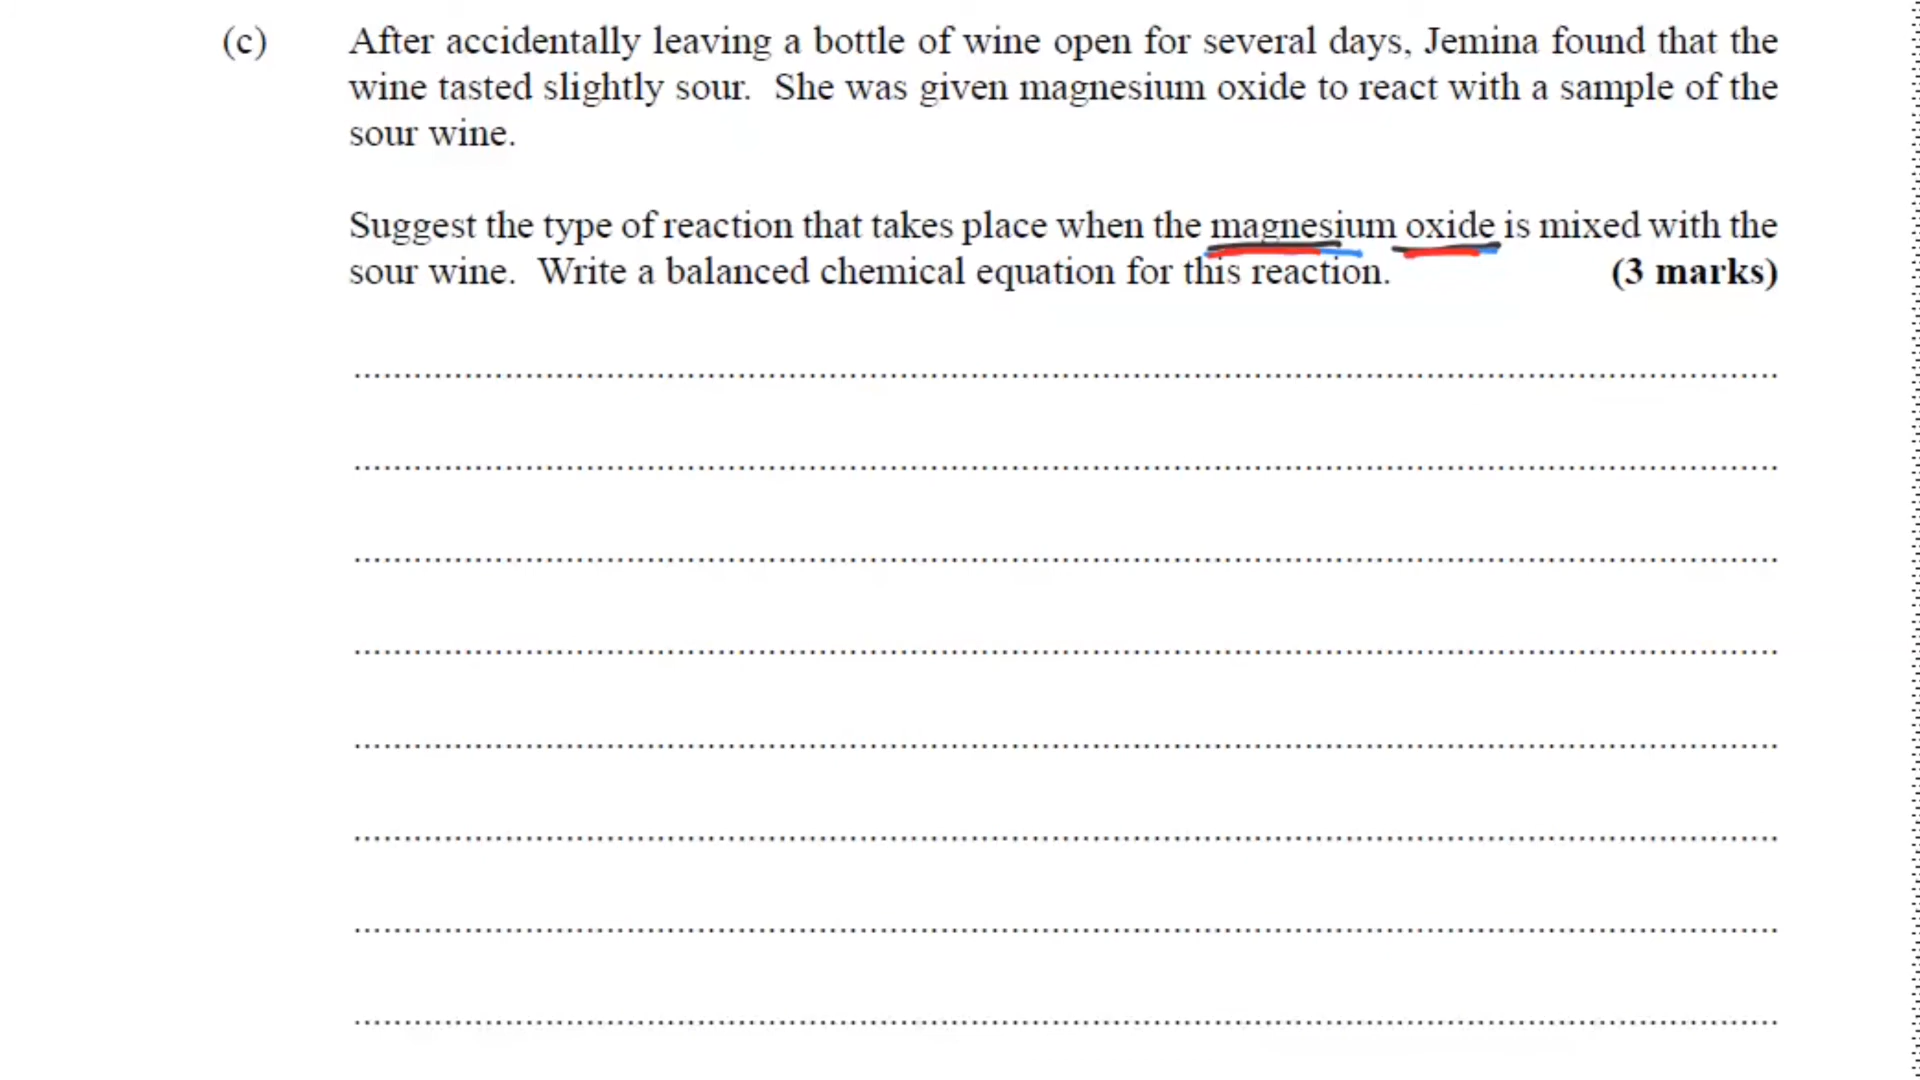 (c) After accidentally leaving a bottle of wine open for several days, Jemina found that the
wine tasted slightly sour. She was given magnesium oxide to react with a sample of the
sour wine.
Suggest the type of reaction that takes place when the magnesium oxide is mixed with the
sour wine. Write a balanced chemical equation for this reaction. (3 marks)